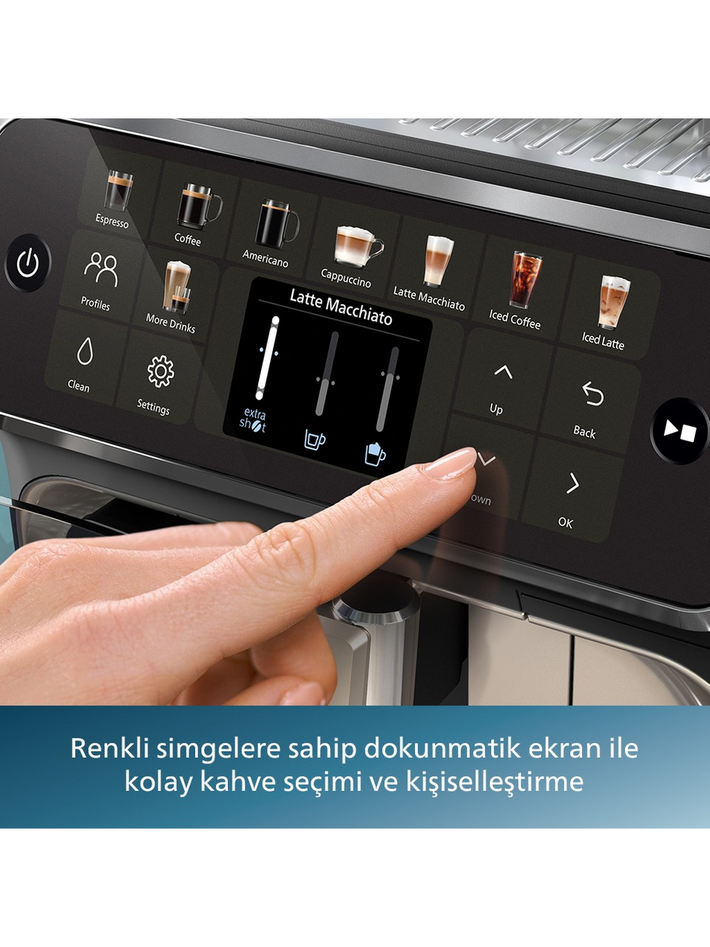 Espresso
Coffee
Americano
Cappuccino
Latte Macchiato
Iced Coffee
Iced Latte
Profiles
More Drinks
Clean
Settings
Latte Macchiato
extra
shot
Up
Back
OK
Renkli simgelere sahip dokunmatik ekran ile
kolay kahve seçimi ve kişiselleştirme